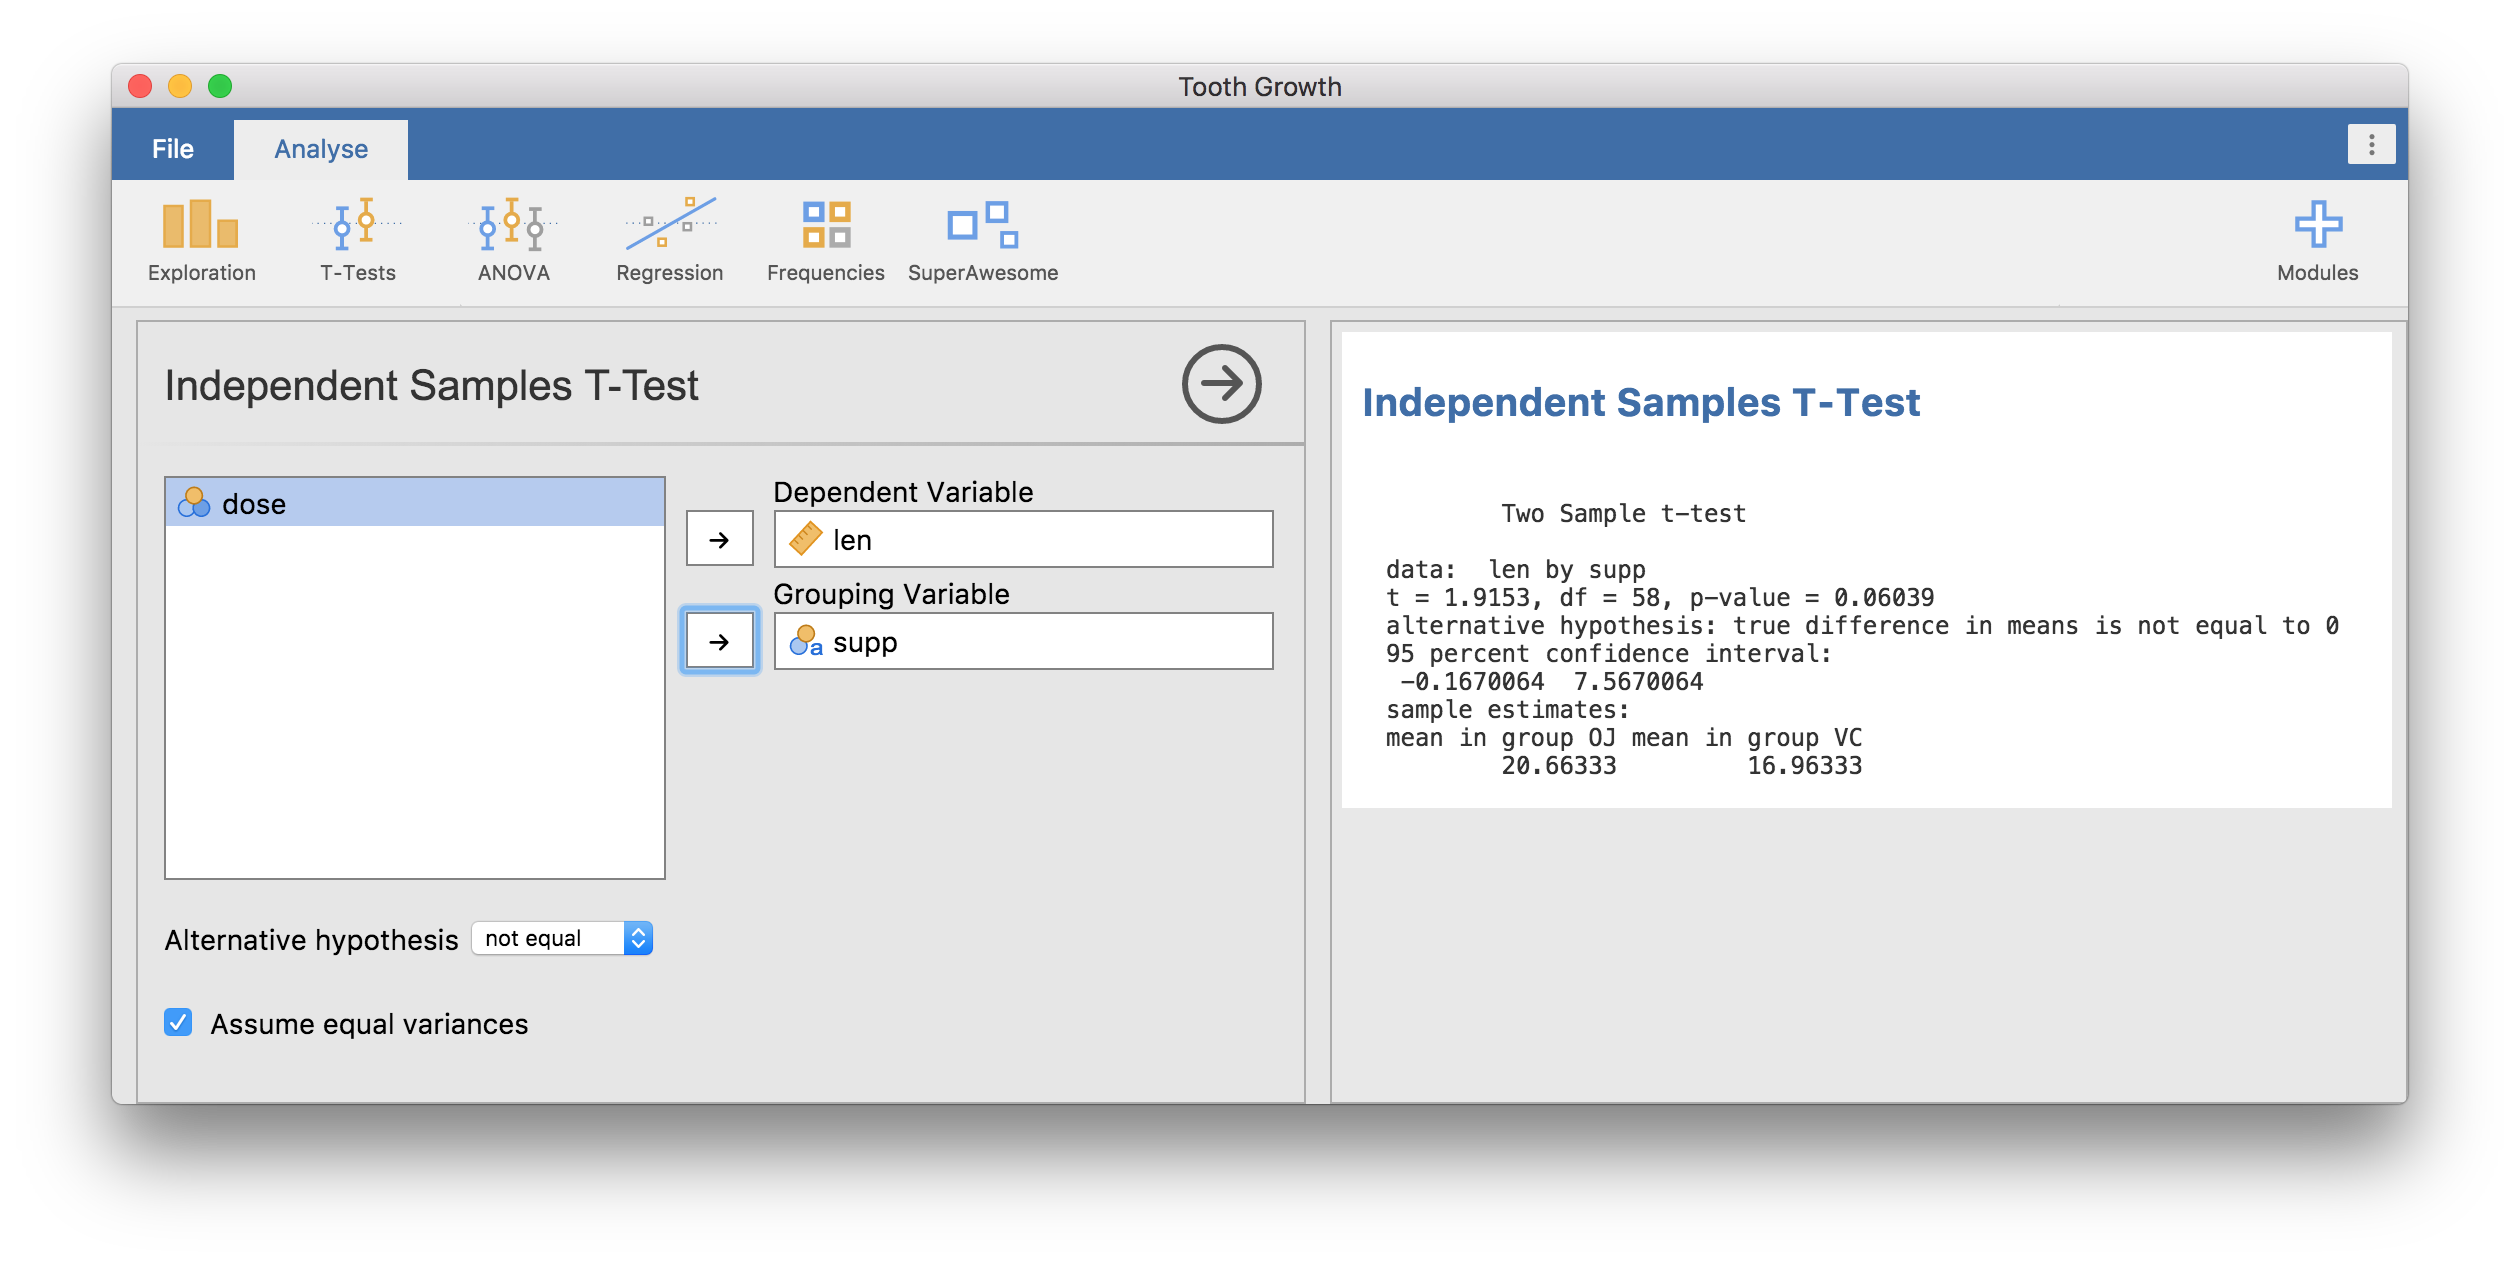 Tooth Growth
File
Analyse
Exploration
T-Tests
ANOVA
Regression
Frequencies
SuperAwesome
Modules
Independent Samples T-Test
dose
Dependent Variable
len
Grouping Variable
a supp
Alternative hypothesis not equal
Assume equal variances
Independent Samples T-Test
Two Sample t-test
data:  len by supp
t = 1.9153, df = 58, p-value = 0.06039
alternative hypothesis: true difference in means is not equal to 0
95 percent confidence interval:
-0.1670064  7.5670064
sample estimates:
mean in group OJ mean in group VC
20.66333         16.96333